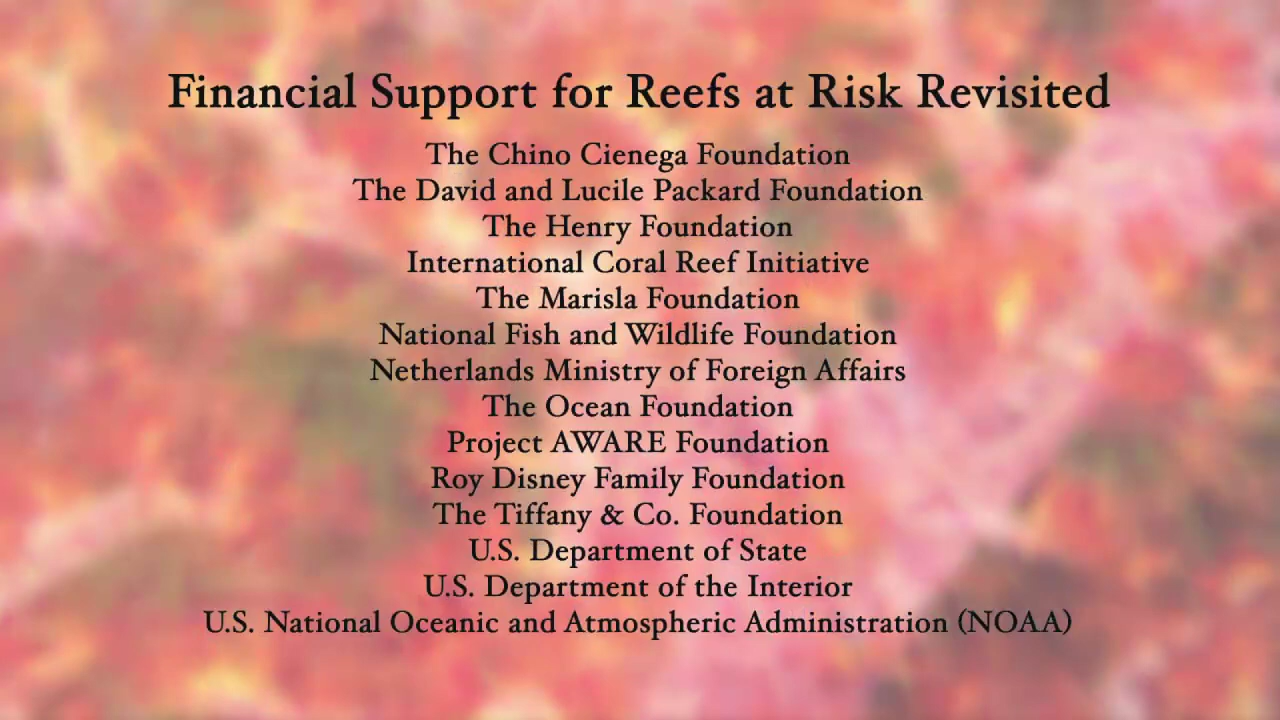 Financial Support for Reefs at Risk Revisited
The Chino Cienega Foundation
The David and Lucile Packard Foundation
The Henry Foundation
International Coral Reef Initiative
The Marisla Foundation
National Fish and Wildlife Foundation
Netherlands Ministry of Foreign Affairs
The Ocean Foundation
Project AWARE Foundation
Roy Disney Family Foundation
The Tiffany & Co. Foundation
U.S. Department of State
U.S. Department of the Interior
U.S. National Oceanic and Atmospheric Administration (NOAA)